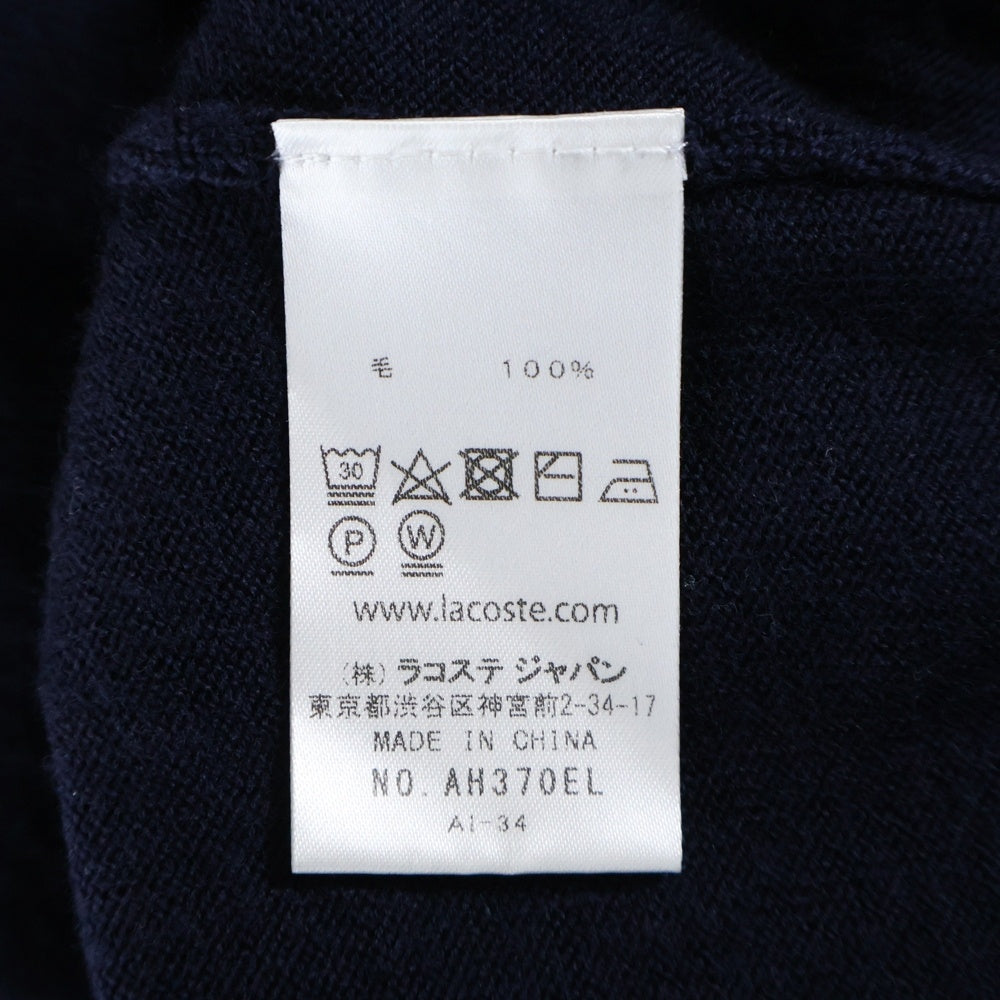 毛 100%
30
P W
www.lacoste.com
(株) ラコステ ジャパン
東京都渋谷区神宮前2-34-17
MADE IN CHINA
NO. AH370EL
AI-34